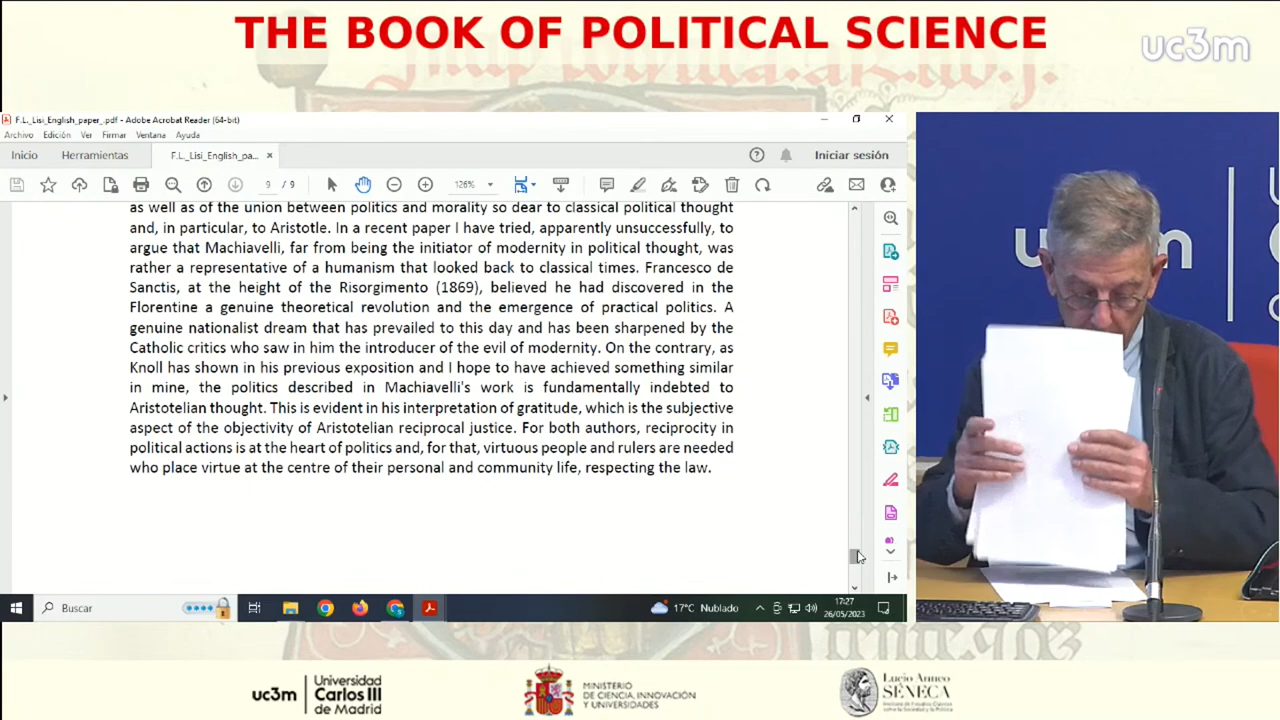 THE BOOK OF POLITICAL SCIENCE
uc3m
F.L._Lisi_English_paper_.pdf - Adobe Acrobat Reader (64-bit)
Archivo Edición Ver Firmar Ventana Ayuda
Inicio Herramientas F.L._Lisi_English_pa... × Iniciar sesión
9 / 9 126%
as well as of the union between politics and morality so dear to classical political thought
and, in particular, to Aristotle. In a recent paper I have tried, apparently unsuccessfully, to
argue that Machiavelli, far from being the initiator of modernity in political thought, was
rather a representative of a humanism that looked back to classical times. Francesco de
Sanctis, at the height of the Risorgimento (1869), believed he had discovered in the
Florentine a genuine theoretical revolution and the emergence of practical politics. A
genuine nationalist dream that has prevailed to this day and has been sharpened by the
Catholic critics who saw in him the introducer of the evil of modernity. On the contrary, as
Knoll has shown in his previous exposition and I hope to have achieved something similar
in mine, the politics described in Machiavelli's work is fundamentally indebted to
Aristotelian thought. This is evident in his interpretation of gratitude, which is the subjective
aspect of the objectivity of Aristotelian reciprocal justice. For both authors, reciprocity in
political actions is at the heart of politics and, for that, virtuous people and rulers are needed
who place virtue at the centre of their personal and community life, respecting the law.
Buscar
17°C Nublado
17:27
26/05/2023
uc3m
uc3m
Universidad
Carlos III
de Madrid
MINISTERIO
DE CIENCIA, INNOVACIÓN
Y UNIVERSIDADES
Lucio Anneo
SÉNECA